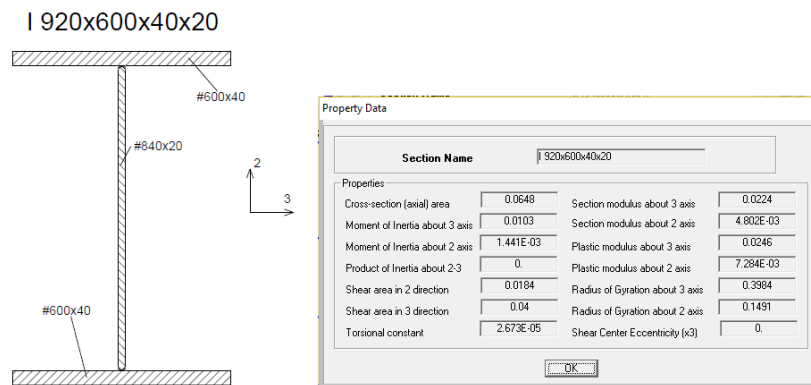 I 920x600x40x20
#600x40
#840x20
2
3
#600x40
Property Data
Section Name
I 920x600x40x20
Properties
Cross-section (axial) area 0.0648 Section modulus about 3 axis 0.0224
Moment of Inertia about 3 axis 0.0103 Section modulus about 2 axis 4.802E-03
Moment of Inertia about 2 axis 1.441E-03 Plastic modulus about 3 axis 0.0246
Product of Inertia about 2-3 0. Plastic modulus about 2 axis 7.284E-03
Shear area in 2 direction 0.0184 Radius of Gyration about 3 axis 0.3984
Shear area in 3 direction 0.04 Radius of Gyration about 2 axis 0.1491
Torsional constant 2.673E-05 Shear Center Eccentricity (x3) 0.
OK